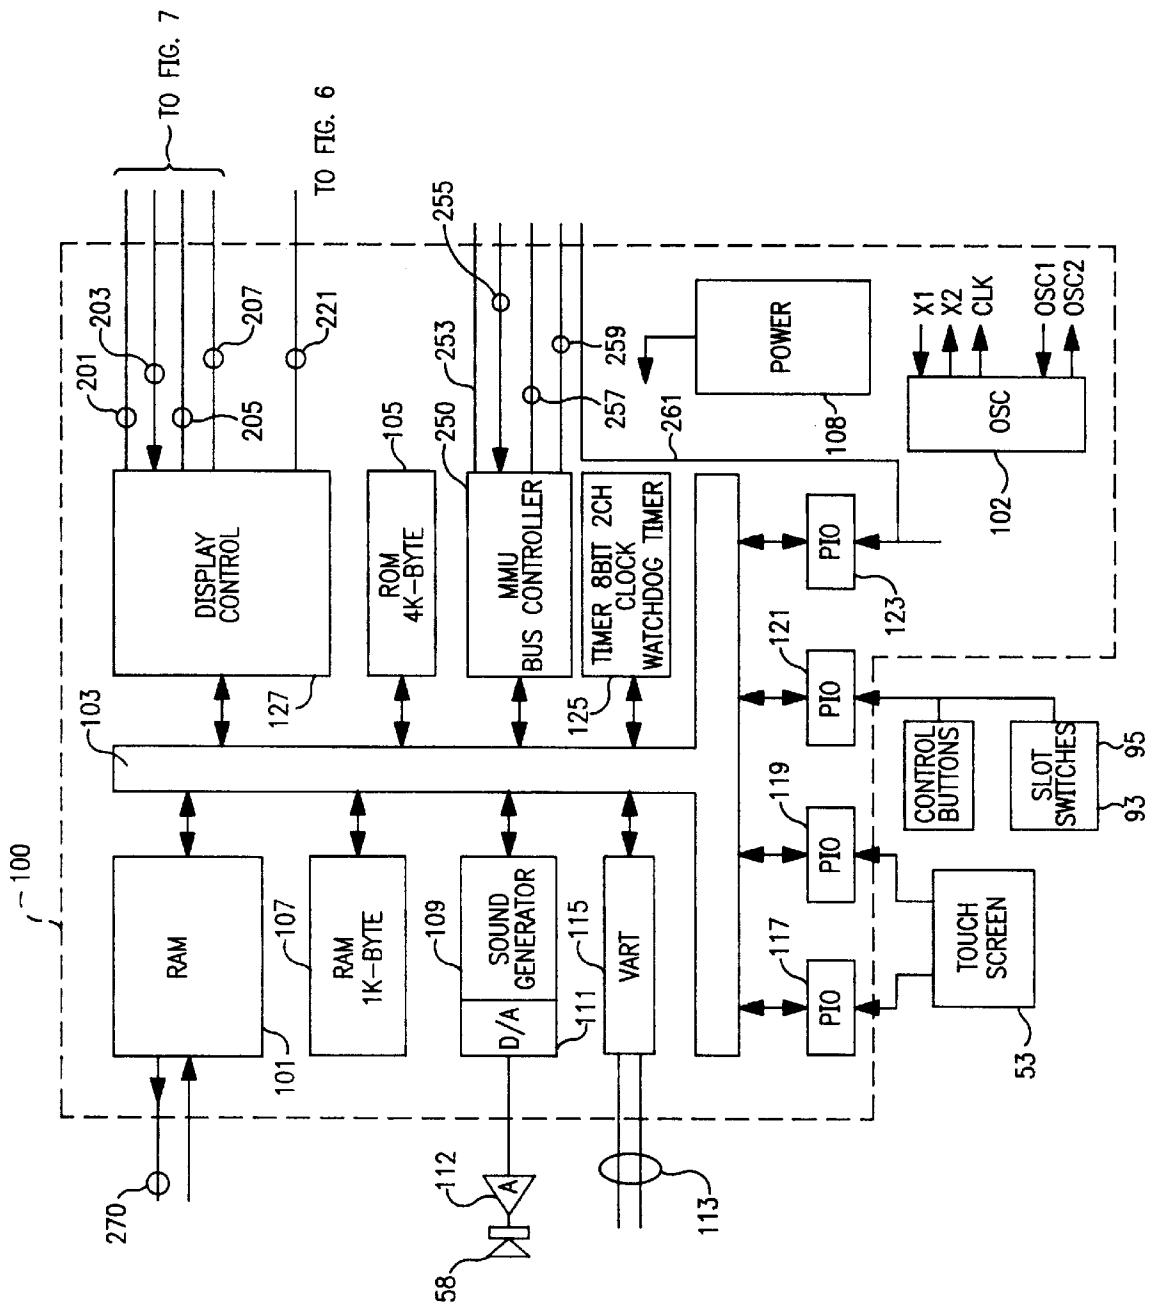 TO FIG. 7
TO FIG. 6
100
103
201
203
205
207
221
RAM
101
270
DISPLAY
CONTROL
127
107
RAM
1K-BYTE
105
ROM
4K-BYTE
109
SOUND
GENERATOR
D/A
111
112
A
58
250
MMU
BUS CONTROLLER
253
255
257
259
261
115
VART
113
TIMER 8BIT 2CH
CLOCK
WATCHDOG TIMER
125
POWER
108
117
PIO
119
PIO
121
PIO
PIO
123
OSC
102
X1
X2
CLK
OSC1
OSC2
TOUCH
SCREEN
53
CONTROL
BUTTONS
SLOT
SWITCHES
93
95